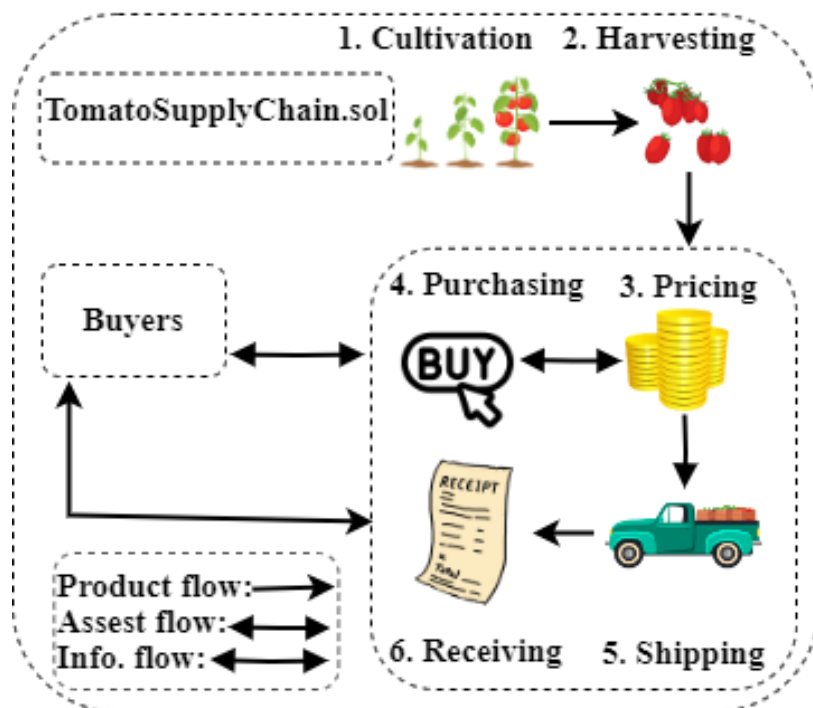 1. Cultivation
2. Harvesting
TomatoSupplyChain.sol
4. Purchasing
3. Pricing
Buyers
BUY
RECEIPT
Total
Product flow:
Assest flow:
Info. flow:
6. Receiving
5. Shipping